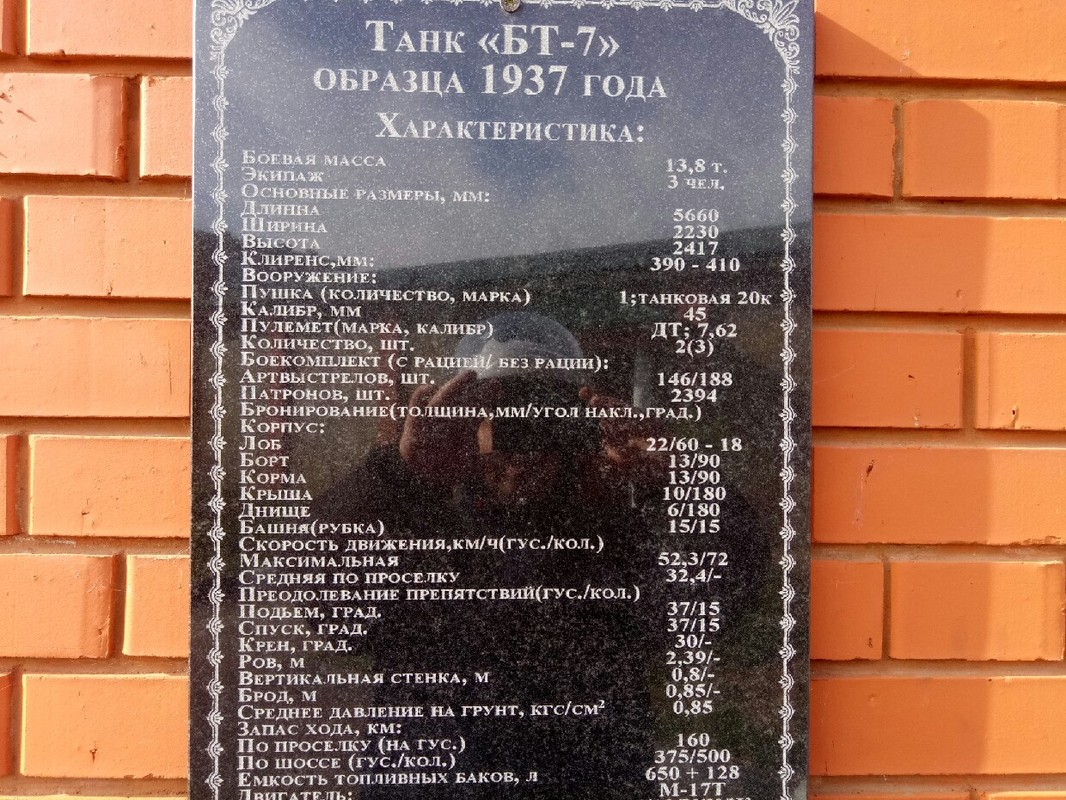 Танк «БТ-7»
образца 1937 года
Характеристика:
Боевая масса 13,8 т.
Экипаж 3 чел.
Основные размеры, мм:
Длинна 5660
Ширина 2230
Высота 2417
Клиренс,мм: 390 - 410
Вооружение:
Пушка (количество, марка) 1;танковая 20к
Калибр, мм 45
Пулемет(марка, калибр) ДТ; 7,62
Количество, шт. 2(3)
Боекомплект (с рацией/ без рации):
Артвыстрелов, шт. 146/188
Патронов, шт. 2394
Бронирование(толщина,мм/угол накл.,град.)
Корпус:
Лоб 22/60 - 18
Борт 13/90
Корма 13/90
Крыша 10/180
Днище 6/180
Башня(рубка) 15/15
Скорость движения,км/ч(гус./кол.)
Максимальная 52,3/72
Средняя по проселку 32,4/-
Преодолевание препятствий(гус./кол.)
Подьем, град. 37/15
Спуск, град. 37/15
Крен, град. 30/-
Ров, м 2,39/-
Вертикальная стенка, м 0,8/-
Брод, м 0,85/-
Среднее давление на грунт, кгс/см² 0,85
Запас хода, км:
По проселку (на гус.) 160
По шоссе (гус./кол.) 375/500
Емкость топливных баков, л 650 + 128
Двигатель: М-17Т